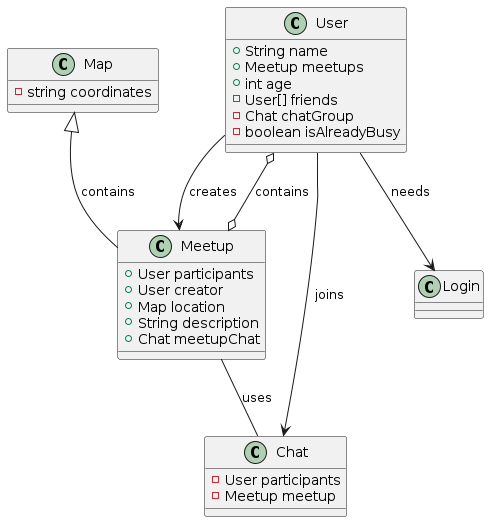 C User
String name
Meetup meetups
int age
User[] friends
Chat chatGroup
boolean isAlreadyBusy
C Map
string coordinates
contains
creates
contains
needs
C Meetup
User participants
User creator
Map location
String description
Chat meetupChat
C Login
joins
uses
C Chat
User participants
Meetup meetup